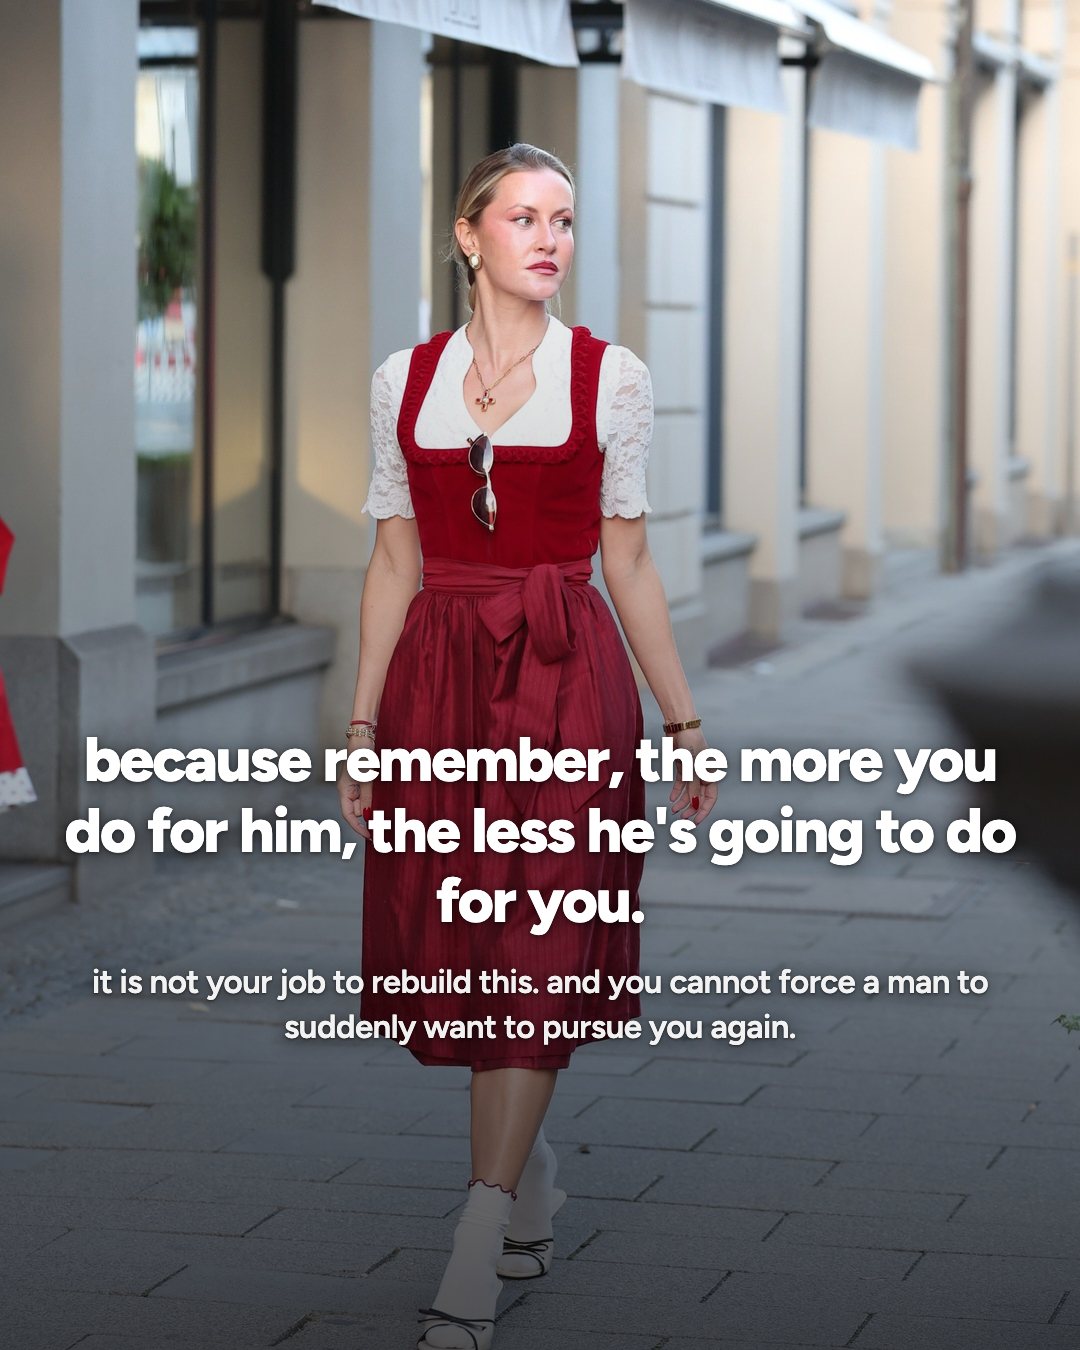 because remember, the more you
do for him, the less he's going to do
for you.
it is not your job to rebuild this. and you cannot force a man to
suddenly want to pursue you again.